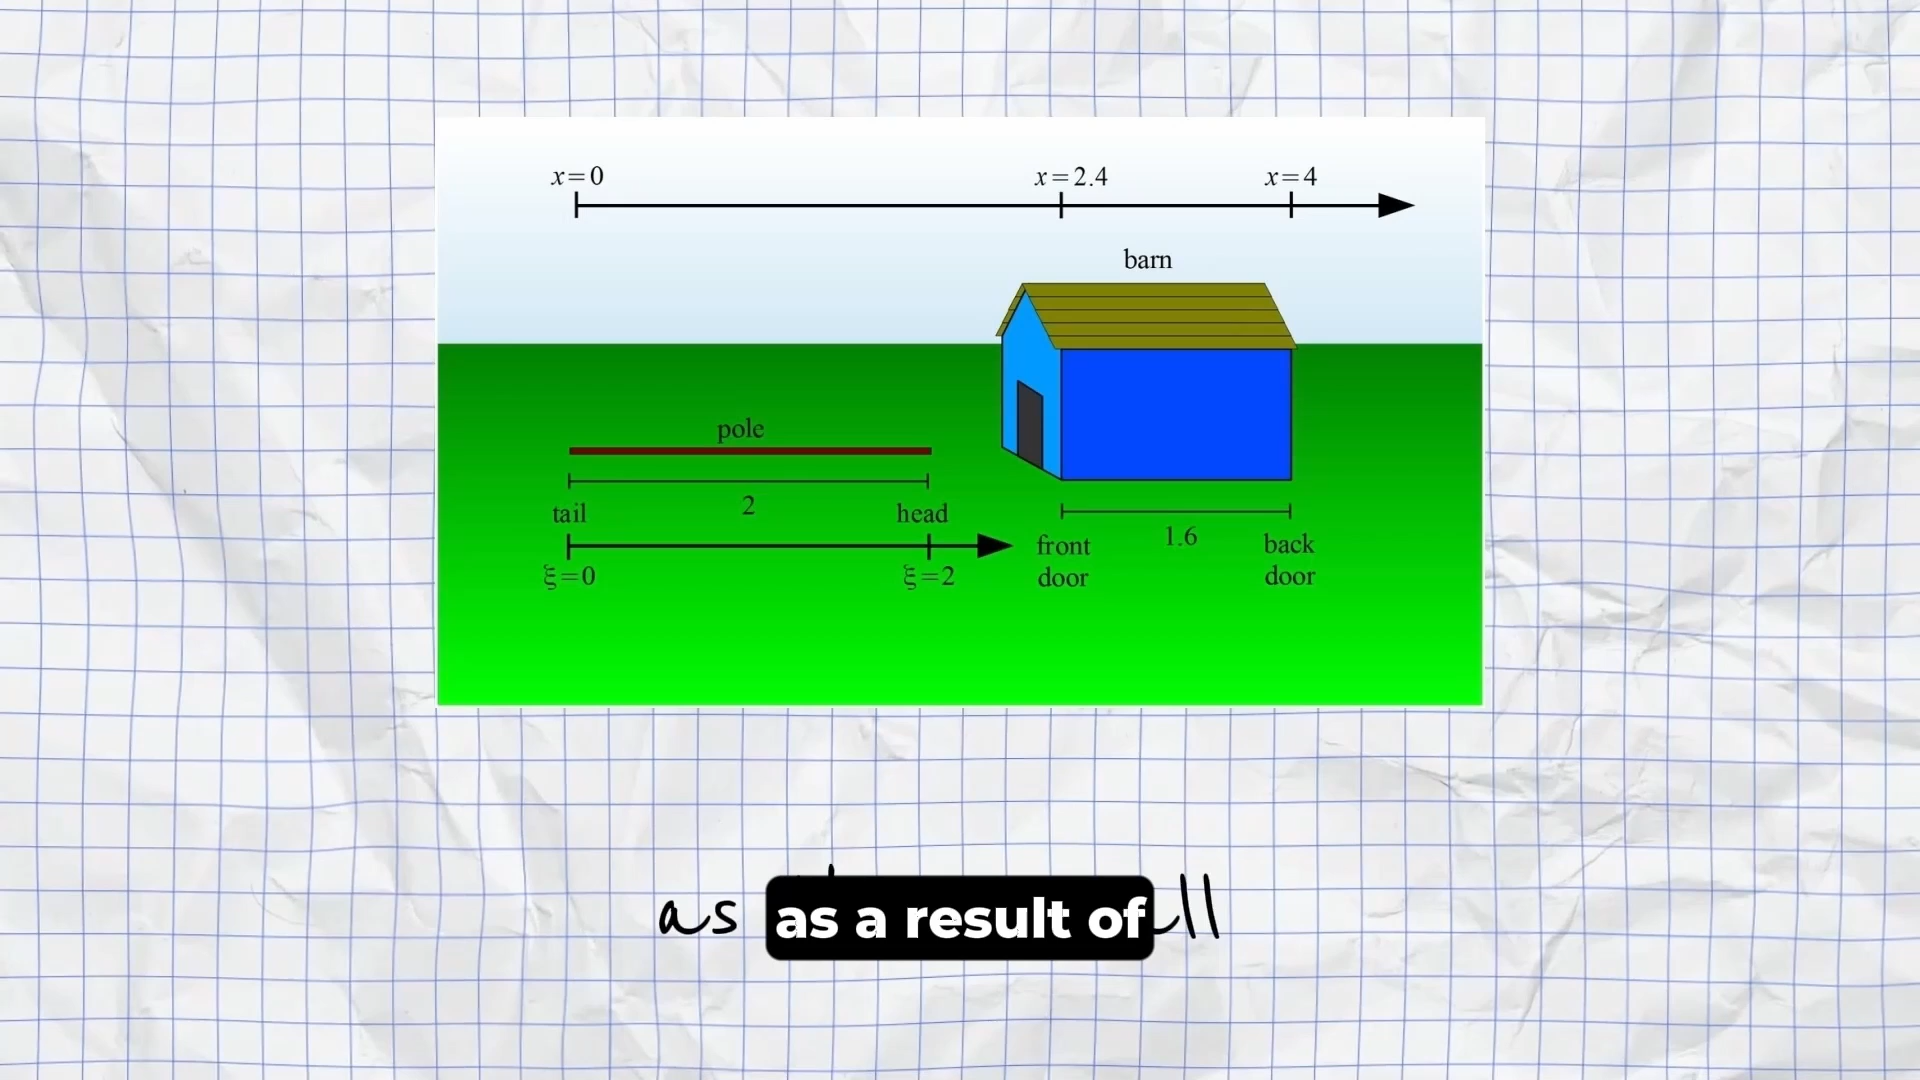 x=0 x=2.4 x=4
barn
pole
2
tail head
ξ=0 ξ=2
1.6
front door
back door
as
as a result of